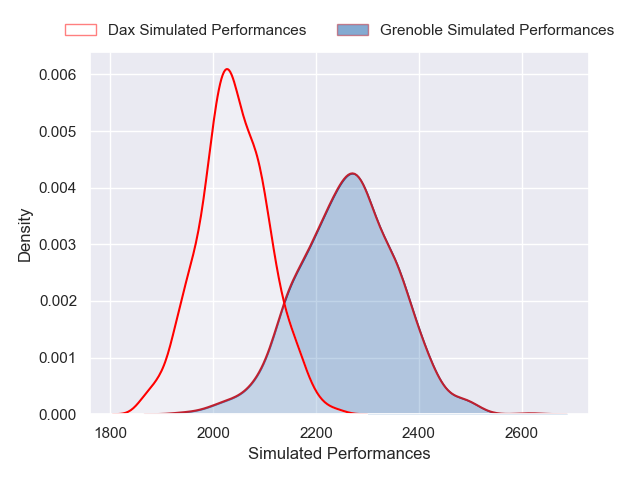 Dax Simulated Performances Grenoble Simulated Performances
0.006
0.005
0.004
0.003
0.002
0.001
0.000
Density
1800 2000 2200 2400 2600
Simulated Performances